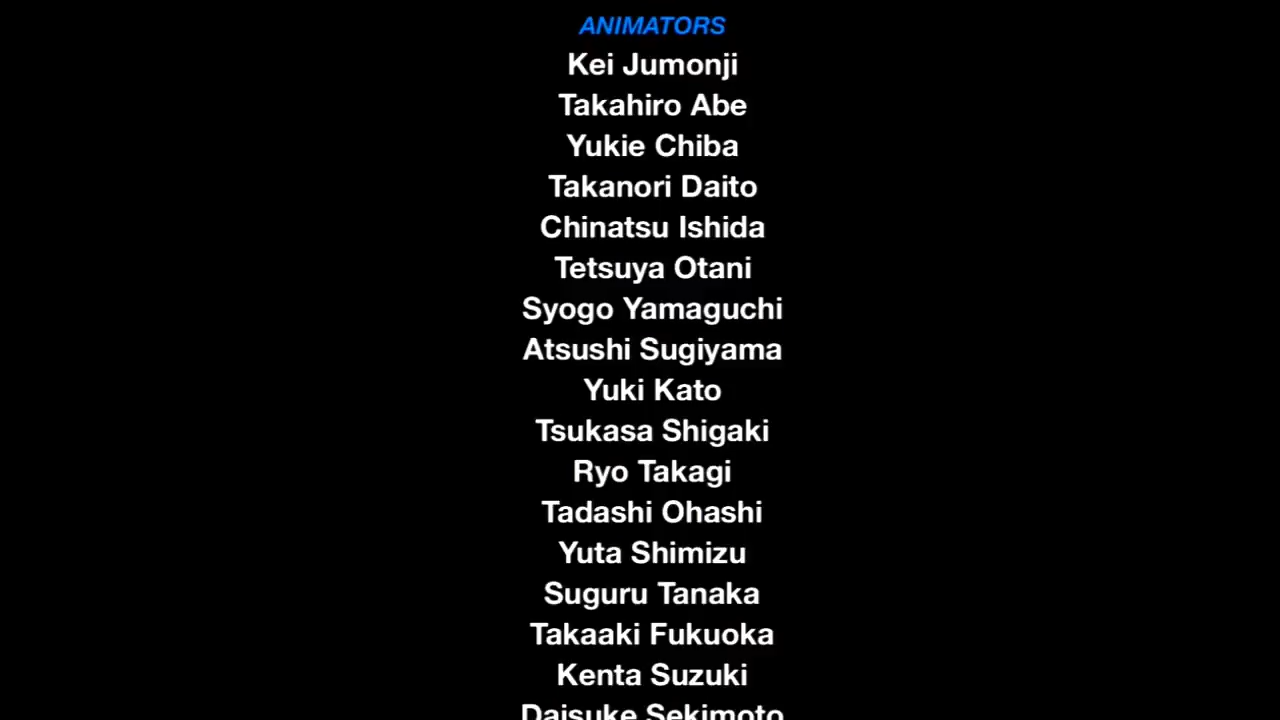 ANIMATORS
Kei Jumonji
Takahiro Abe
Yukie Chiba
Takanori Daito
Chinatsu Ishida
Tetsuya Otani
Syogo Yamaguchi
Atsushi Sugiyama
Yuki Kato
Tsukasa Shigaki
Ryo Takagi
Tadashi Ohashi
Yuta Shimizu
Suguru Tanaka
Takaaki Fukuoka
Kenta Suzuki
Daisuke Sekimoto